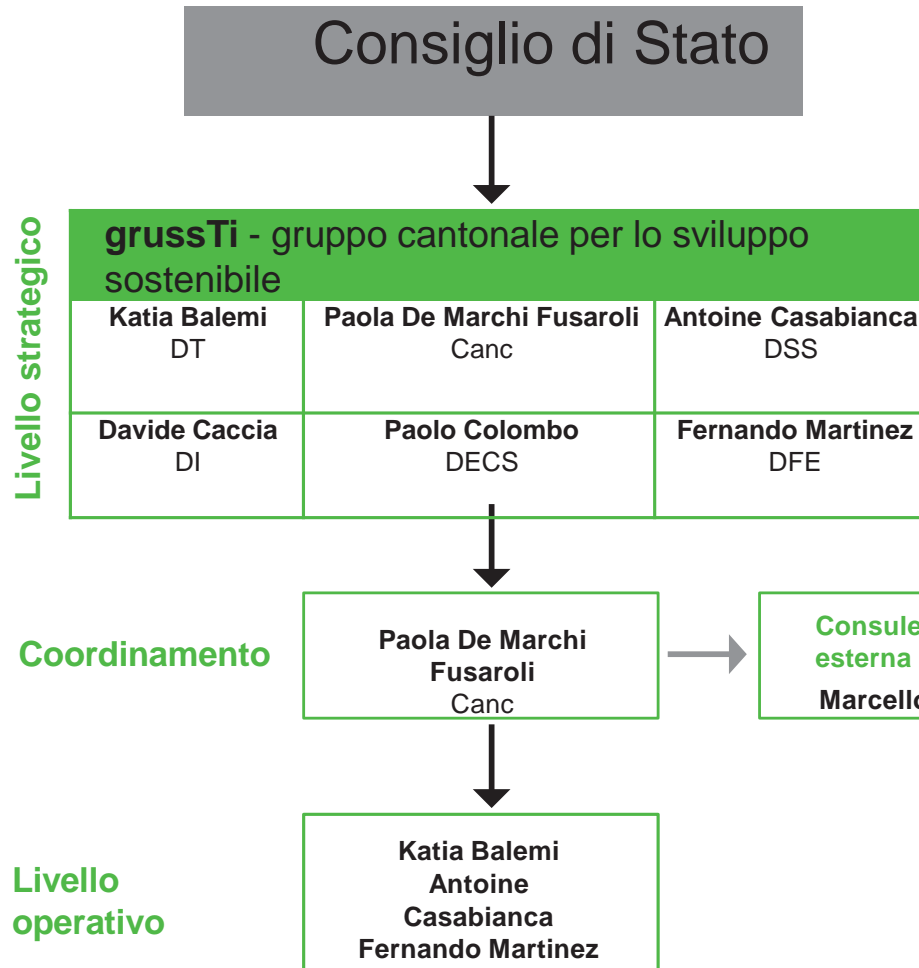 Consiglio di Stato
Livello strategico
grussTi - gruppo cantonale per lo sviluppo
sostenibile
Katia Balemi
DT
Paola De Marchi Fusaroli
Canc
Antoine Casabianca
DSS
Davide Caccia
DI
Paolo Colombo
DECS
Fernando Martinez
DFE
Coordinamento
Paola De Marchi
Fusaroli
Canc
esterna
Livello
operativo
Katia Balemi
Antoine
Casabianca
Fernando Martinez